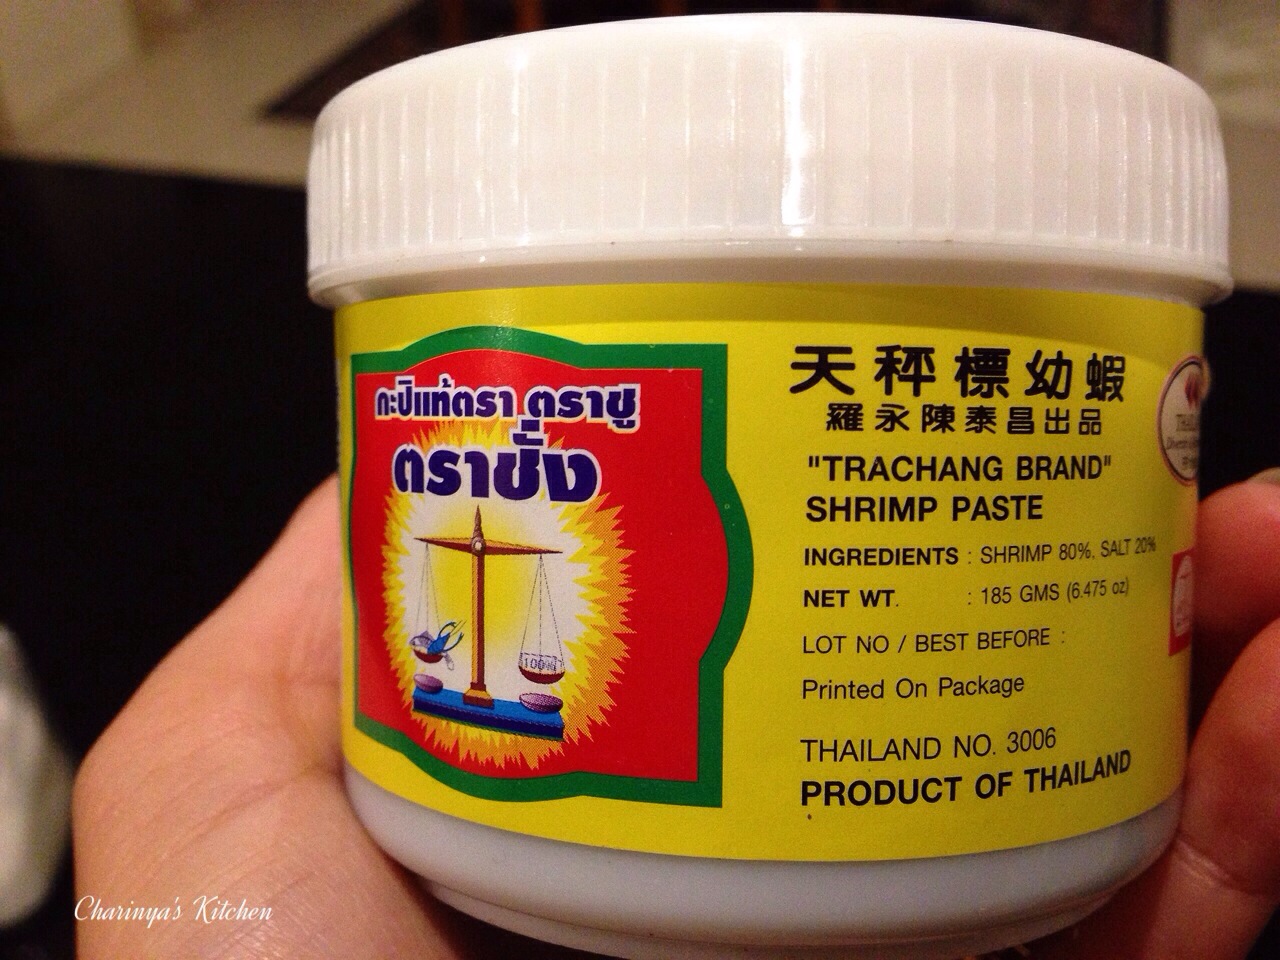 กะปิแท้ตรา ตราชู
ตราชั่ง
100%
天秤標幼蝦
羅永陳泰昌出品
"TRACHANG BRAND"
SHRIMP PASTE
INGREDIENTS : SHRIMP 80%, SALT 20%
NET WT. : 185 GMS (6.475 oz)
LOT NO / BEST BEFORE :
Printed On Package
THAILAND NO. 3006
PRODUCT OF THAILAND
Charinya's Kitchen